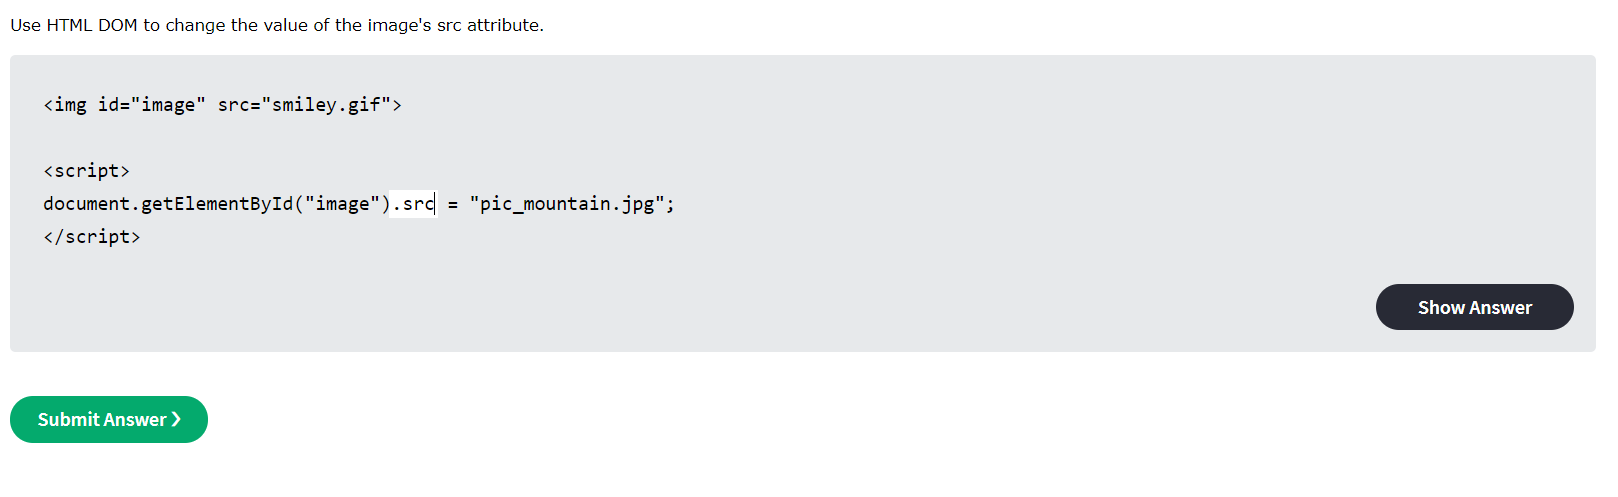 Use HTML DOM to change the value of the image's src attribute.
<img id="image" src="smiley.gif">
<script>
document.getElementById("image").src = "pic_mountain.jpg";
</script>
Show Answer
Submit Answer ❯